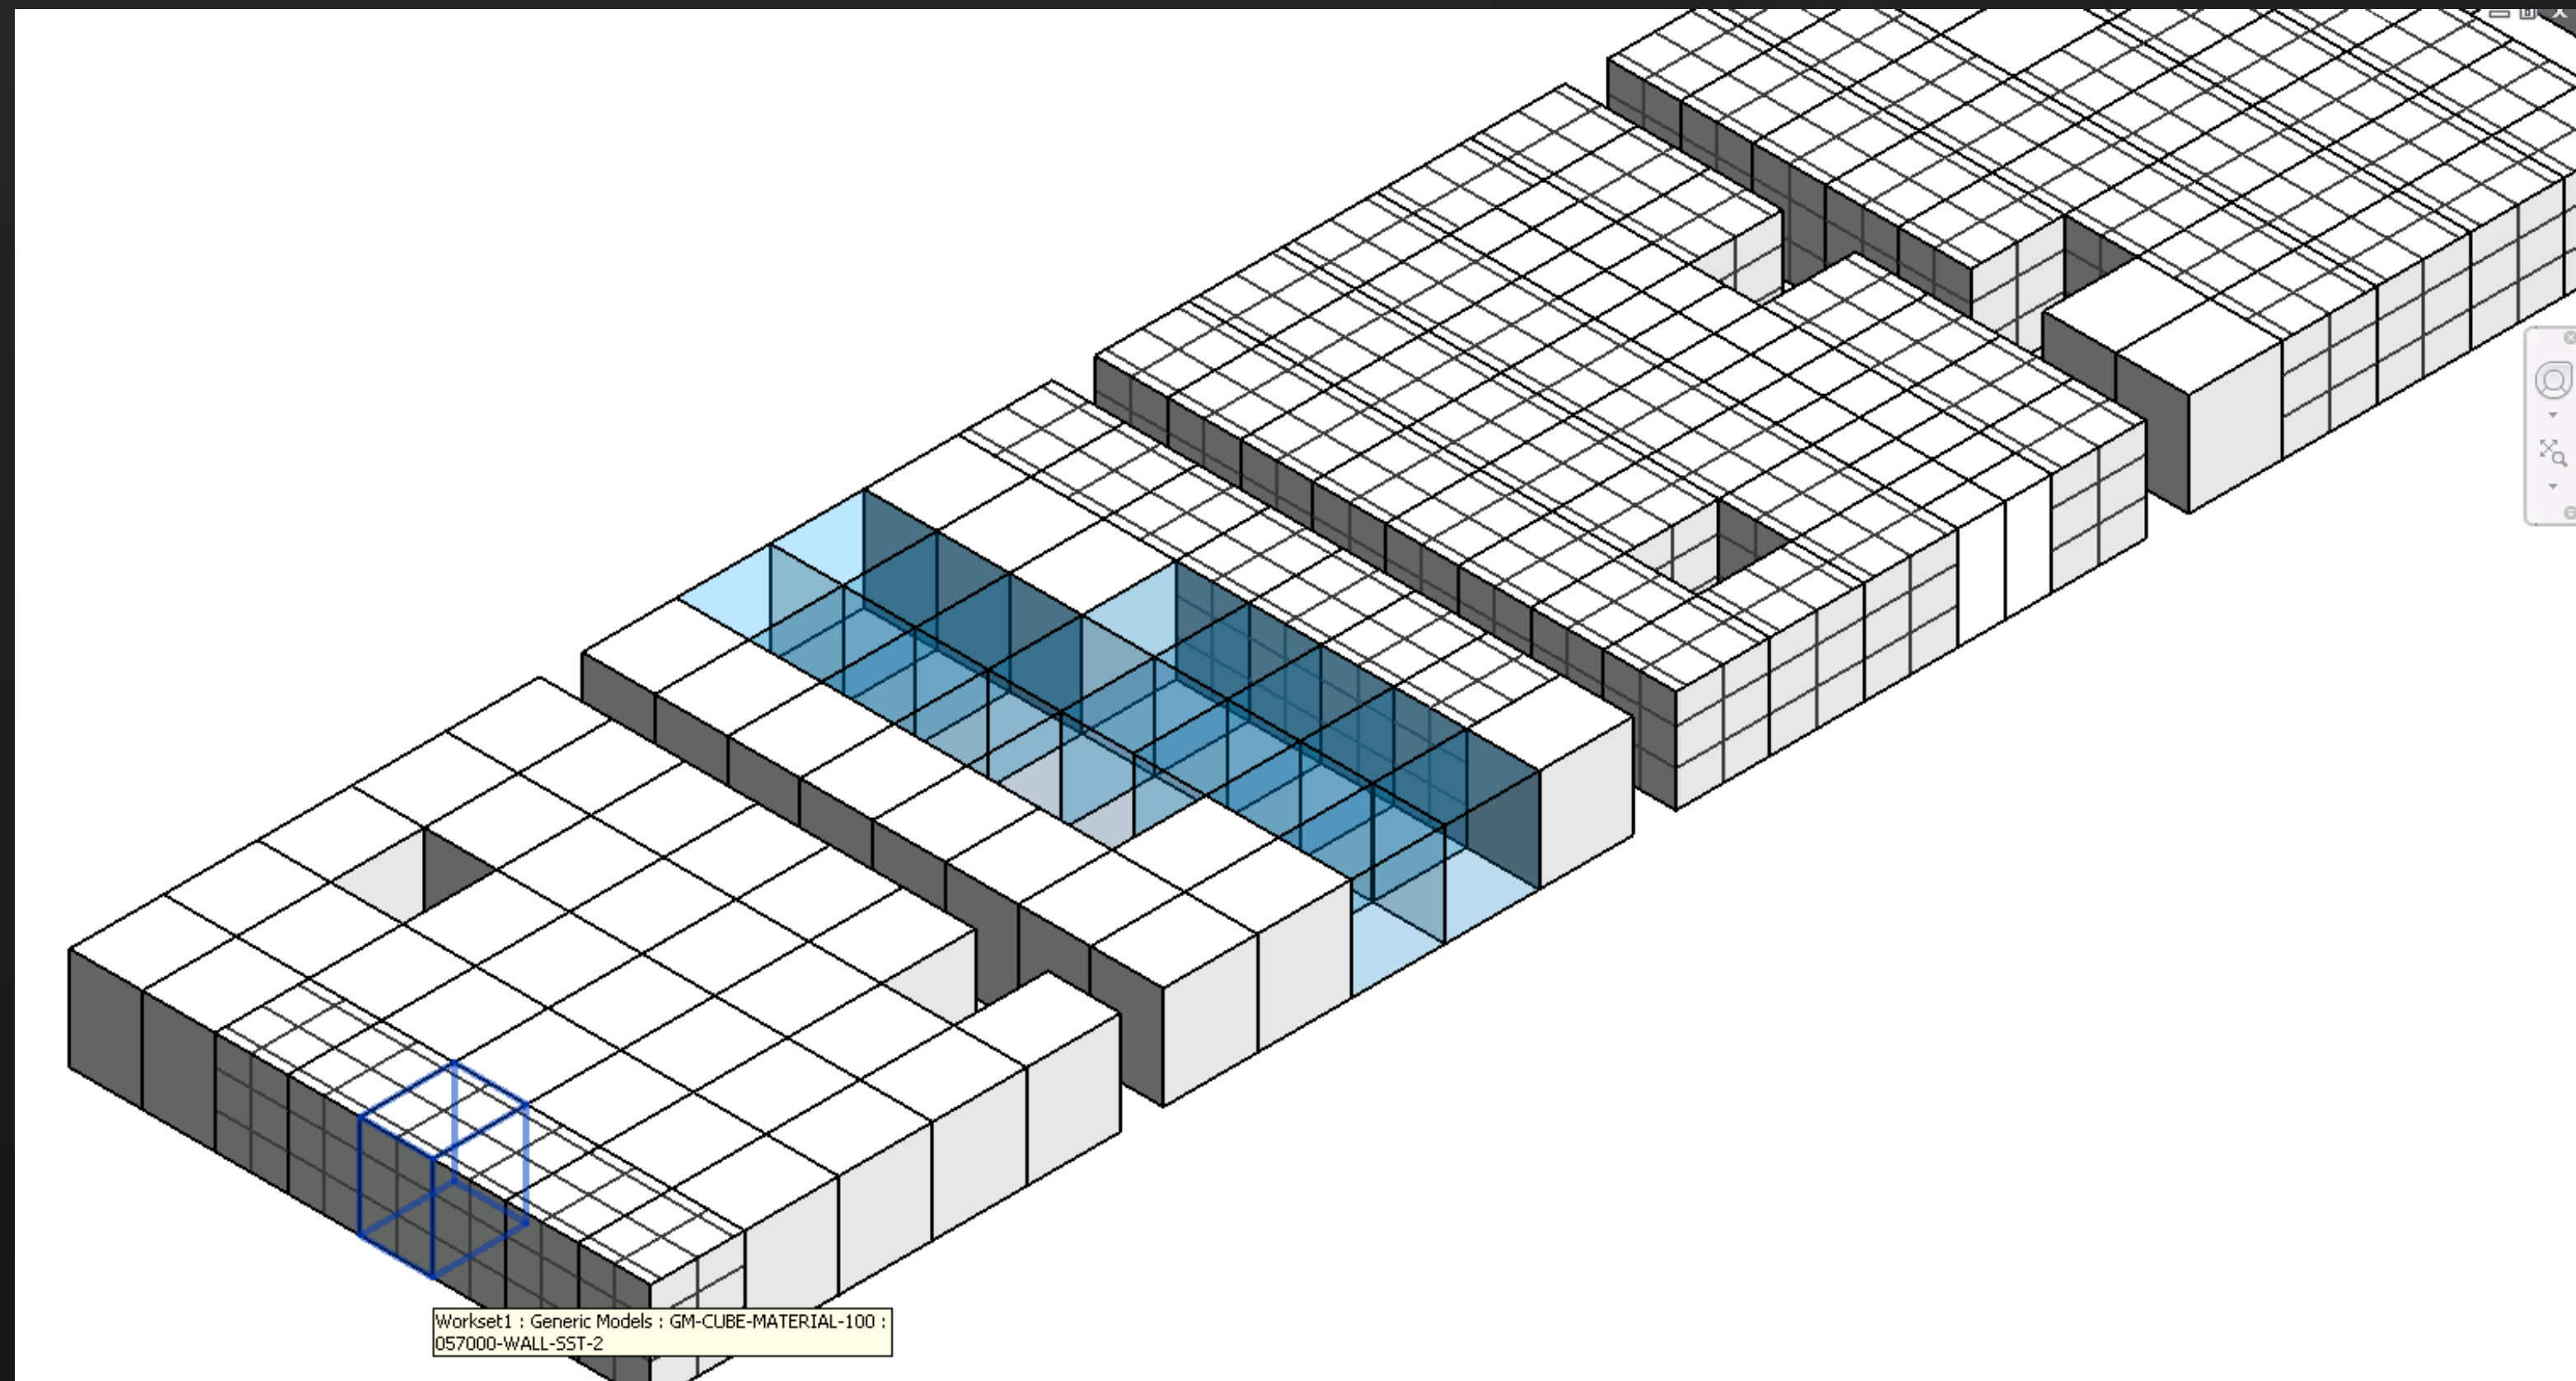 Workset1 : Generic Models : GM-CUBE-MATERIAL-100 :
057000-WALL-SST-2